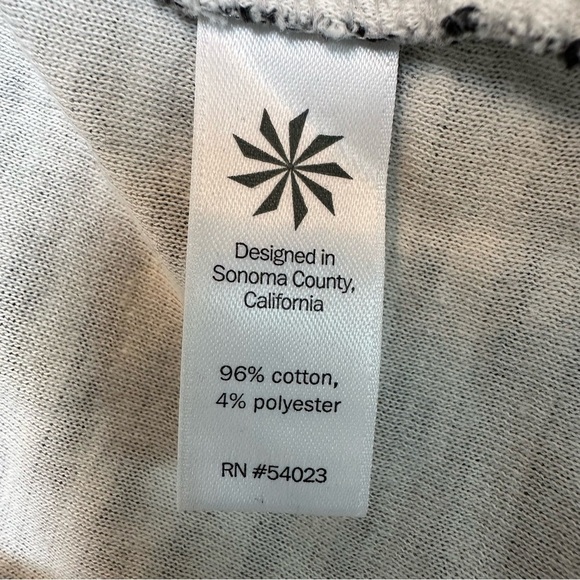 Designed in
Sonoma County,
California
96% cotton,
4% polyester
RN #54023